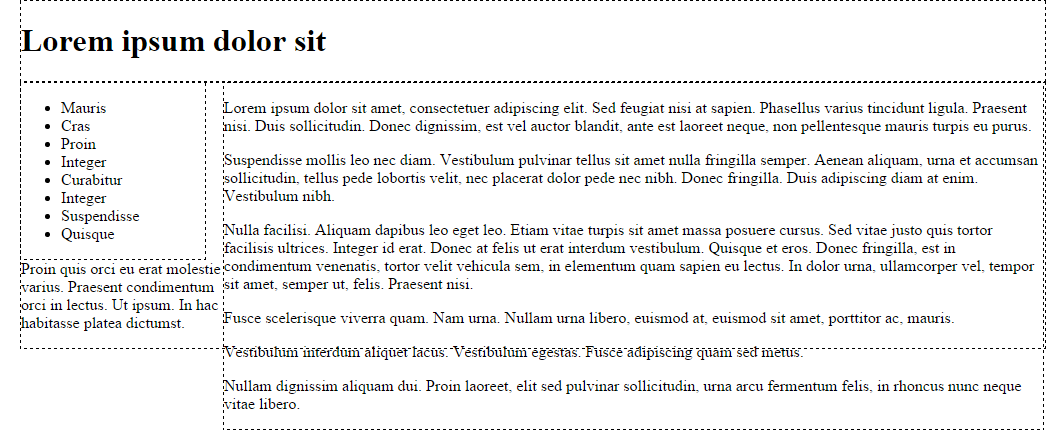 Lorem ipsum dolor sit
Mauris
Cras
Proin
Integer
Curabitur
Integer
Suspendisse
Quisque
Proin quis orci eu erat molestie
varius. Praesent condimentum
orci in lectus. Ut ipsum. In hac
habitasse platea dictumst.
Lorem ipsum dolor sit amet, consectetuer adipiscing elit. Sed feugiat nisi at sapien. Phasellus varius tincidunt ligula. Praesent
nisi. Duis sollicitudin. Donec dignissim, est vel auctor blandit, ante est laoreet neque, non pellentesque mauris turpis eu purus.
Suspendisse mollis leo nec diam. Vestibulum pulvinar tellus sit amet nulla fringilla semper. Aenean aliquam, urna et accumsan
sollicitudin, tellus pede lobortis velit, nec placerat dolor pede nec nibh. Donec fringilla. Duis adipiscing diam at enim.
Vestibulum nibh.
Nulla facilisi. Aliquam dapibus leo eget leo. Etiam vitae turpis sit amet massa posuere cursus. Sed vitae justo quis tortor
facilisis ultrices. Integer id erat. Donec at felis ut erat interdum vestibulum. Quisque et eros. Donec fringilla, est in
condimentum venenatis, tortor velit vehicula sem, in elementum quam sapien eu lectus. In dolor urna, ullamcorper vel, tempor
sit amet, semper ut, felis. Praesent nisi.
Fusce scelerisque viverra quam. Nam urna. Nullam urna libero, euismod at, euismod sit amet, porttitor ac, mauris.
Vestibulum interdum aliquet lacus. Vestibulum egestas. Fusce adipiscing quam sed metus.
Nullam dignissim aliquam dui. Proin laoreet, elit sed pulvinar sollicitudin, urna arcu fermentum felis, in rhoncus nunc neque
vitae libero.